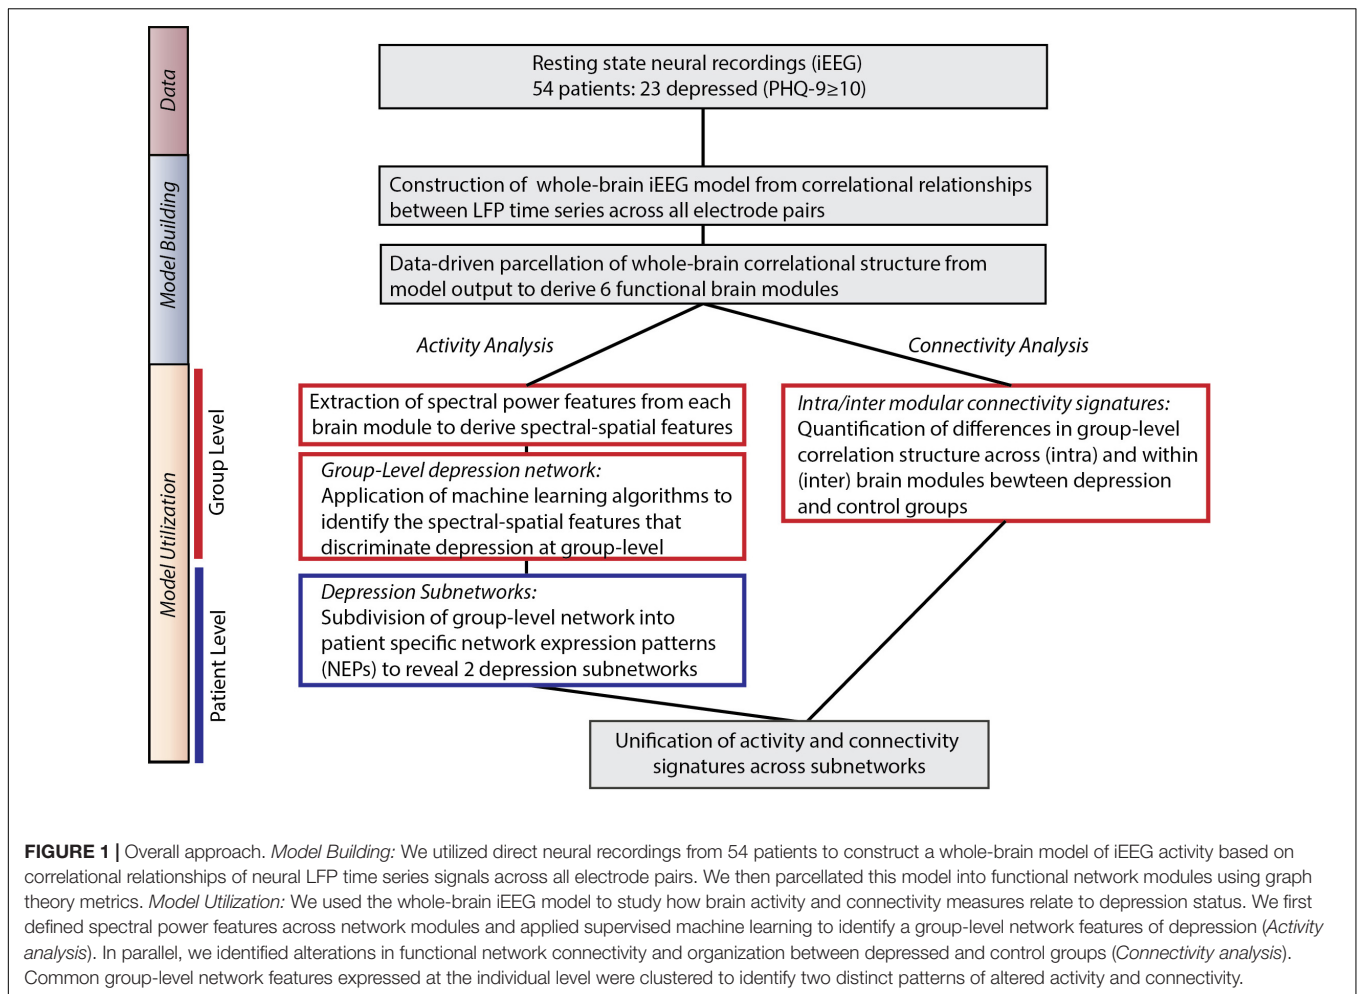 Data
Model Building
Model Utilization
Group Level
Patient Level
Resting state neural recordings (iEEG)
54 patients: 23 depressed (PHQ-9≥10)
Construction of whole-brain iEEG model from correlational relationships
between LFP time series across all electrode pairs
Data-driven parcellation of whole-brain correlational structure from
model output to derive 6 functional brain modules
Activity Analysis
Connectivity Analysis
Extraction of spectral power features from each
brain module to derive spectral-spatial features
Group-Level depression network:
Application of machine learning algorithms to
identify the spectral-spatial features that
discriminate depression at group-level
Depression Subnetworks:
Subdivision of group-level network into
patient specific network expression patterns
(NEPs) to reveal 2 depression subnetworks
Intra/inter modular connectivity signatures:
Quantification of differences in group-level
correlation structure across (intra) and within
(inter) brain modules bewteen depression
and control groups
Unification of activity and connectivity
signatures across subnetworks
FIGURE 1 | Overall approach. Model Building: We utilized direct neural recordings from 54 patients to construct a whole-brain model of iEEG activity based on
correlational relationships of neural LFP time series signals across all electrode pairs. We then parcellated this model into functional network modules using graph
theory metrics. Model Utilization: We used the whole-brain iEEG model to study how brain activity and connectivity measures relate to depression status. We first
defined spectral power features across network modules and applied supervised machine learning to identify a group-level network features of depression (Activity
analysis). In parallel, we identified alterations in functional network connectivity and organization between depressed and control groups (Connectivity analysis).
Common group-level network features expressed at the individual level were clustered to identify two distinct patterns of altered activity and connectivity.